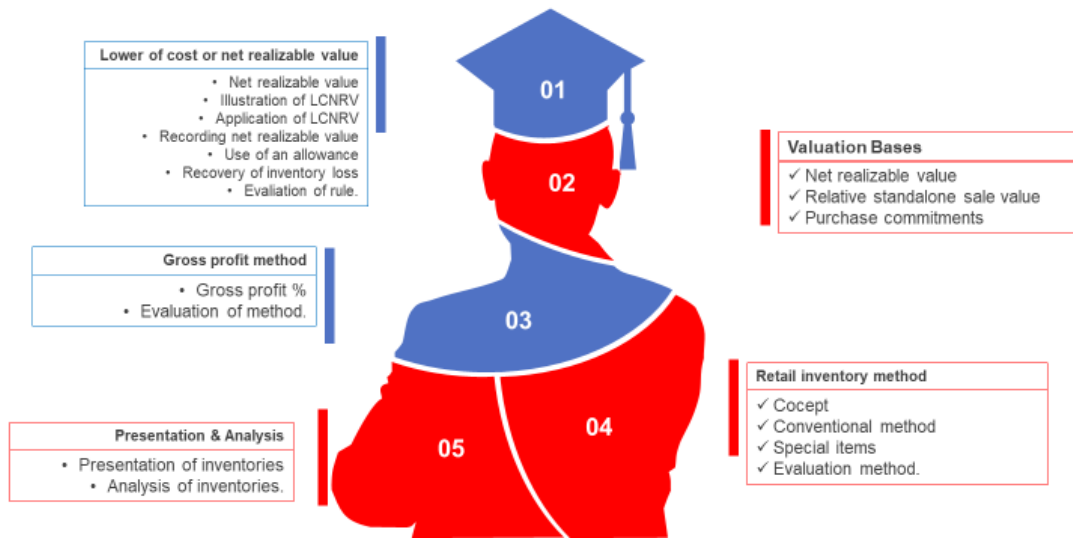 01
Lower of cost or net realizable value
• Net realizable value
• Illustration of LCNRV
• Application of LCNRV
• Recording net realizable value
• Use of an allowance
• Recovery of inventory loss
• Evaliation of rule.
02
Valuation Bases
✓ Net realizable value
✓ Relative standalone sale value
✓ Purchase commitments
03
Gross profit method
• Gross profit %
• Evaluation of method.
04
Retail inventory method
✓ Cocept
✓ Conventional method
✓ Special items
✓ Evaluation method.
05
Presentation & Analysis
• Presentation of inventories
• Analysis of inventories.